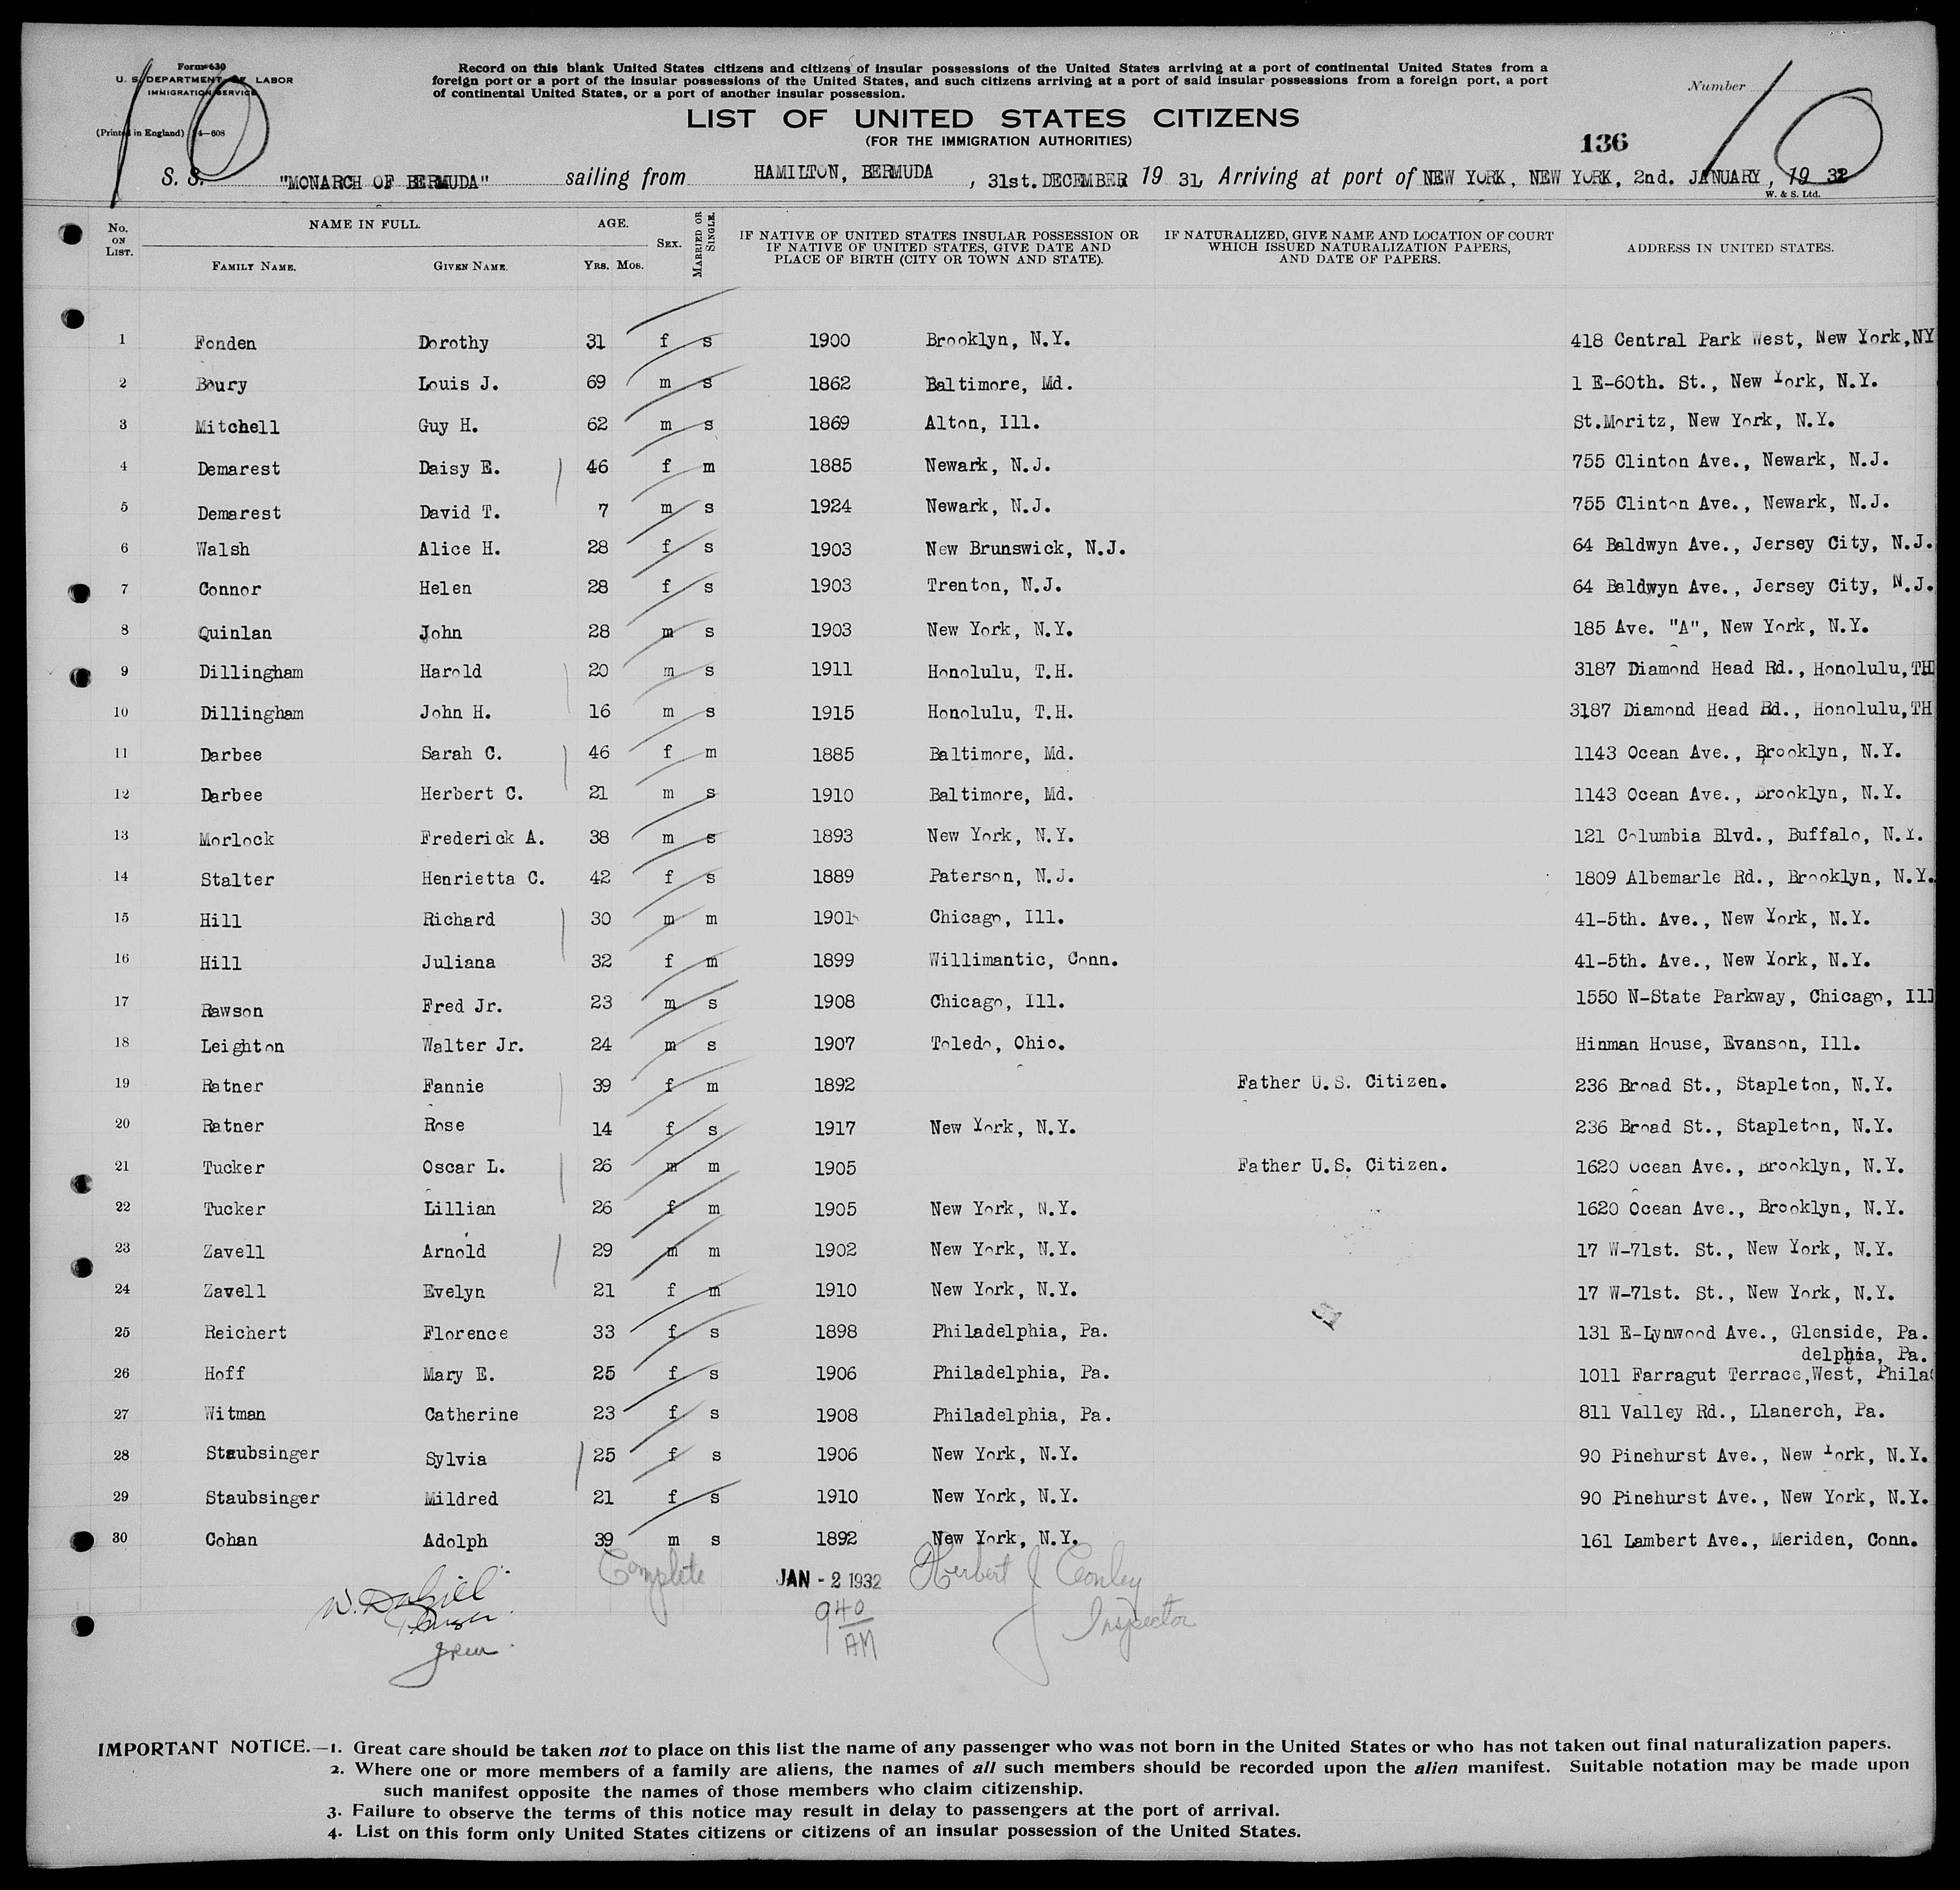 Form 630
U. S. DEPARTMENT OF LABOR
IMMIGRATION SERVICE
(Printed in England) 14—608
10
Record on this blank United States citizens and citizens of insular possessions of the United States arriving at a port of continental United States from a
foreign port or a port of the insular possessions of the United States, and such citizens arriving at a port of said insular possessions from a foreign port, a port
of continental United States, or a port of another insular possession.
Number 10
LIST OF UNITED STATES CITIZENS
(FOR THE IMMIGRATION AUTHORITIES)
136
S. S. "MONARCH OF BERMUDA" sailing from HAMILTON, BERMUDA, 31st. DECEMBER 19 31, Arriving at port of NEW YORK, NEW YORK, 2nd. JANUARY, 19 32
W. & S. Ltd.
No. ON LIST. NAME IN FULL. FAMILY NAME. GIVEN NAME. AGE. YRS. MOS. SEX. MARRIED OR SINGLE. IF NATIVE OF UNITED STATES INSULAR POSSESSION OR IF NATIVE OF UNITED STATES, GIVE DATE AND PLACE OF BIRTH (CITY OR TOWN AND STATE). IF NATURALIZED, GIVE NAME AND LOCATION OF COURT WHICH ISSUED NATURALIZATION PAPERS, AND DATE OF PAPERS. ADDRESS IN UNITED STATES.
1 Fonden Dorothy 31 f s 1900 Brooklyn, N.Y. 418 Central Park West, New York,NY
2 Boury Louis J. 69 m s 1862 Baltimore, Md. 1 E-60th. St., New York, N.Y.
3 Mitchell Guy H. 62 m s 1869 Alton, Ill. St.Moritz, New York, N.Y.
4 Demarest Daisy E. 46 f m 1885 Newark, N.J. 755 Clinton Ave., Newark, N.J.
5 Demarest David T. 7 m s 1924 Newark, N.J. 755 Clinton Ave., Newark, N.J.
6 Walsh Alice H. 28 f s 1903 New Brunswick, N.J. 64 Baldwyn Ave., Jersey City, N.J.
7 Connor Helen 28 f s 1903 Trenton, N.J. 64 Baldwyn Ave., Jersey City, N.J.
8 Quinlan John 28 m s 1903 New York, N.Y. 185 Ave. "A", New York, N.Y.
9 Dillingham Harold 20 m s 1911 Honolulu, T.H. 3187 Diamond Head Rd., Honolulu,TH
10 Dillingham John H. 16 m s 1915 Honolulu, T.H. 3187 Diamond Head Rd., Honolulu,TH
11 Darbee Sarah C. 46 f m 1885 Baltimore, Md. 1143 Ocean Ave., Brooklyn, N.Y.
12 Darbee Herbert C. 21 m s 1910 Baltimore, Md. 1143 Ocean Ave., Brooklyn, N.Y.
13 Morlock Frederick A. 38 m s 1893 New York, N.Y. 121 Columbia Blvd., Buffalo, N.Y.
14 Stalter Henrietta C. 42 f s 1889 Paterson, N.J. 1809 Albemarle Rd., Brooklyn, N.Y.
15 Hill Richard 30 m m 1901 Chicago, Ill. 41-5th. Ave., New York, N.Y.
16 Hill Juliana 32 f m 1899 Willimantic, Conn. 41-5th. Ave., New York, N.Y.
17 Rawson Fred Jr. 23 m s 1908 Chicago, Ill. 1550 N-State Parkway, Chicago, Ill
18 Leighton Walter Jr. 24 m s 1907 Toledo, Ohio. Hinman House, Evanson, Ill.
19 Ratner Fannie 39 f m 1892 Father U.S. Citizen. 236 Broad St., Stapleton, N.Y.
20 Ratner Rose 14 f s 1917 New York, N.Y. 236 Broad St., Stapleton, N.Y.
21 Tucker Oscar L. 26 m m 1905 Father U.S. Citizen. 1620 Ocean Ave., Brooklyn, N.Y.
22 Tucker Lillian 26 f m 1905 New York, N.Y. 1620 Ocean Ave., Brooklyn, N.Y.
23 Zavell Arnold 29 m m 1902 New York, N.Y. 17 W-71st. St., New York, N.Y.
24 Zavell Evelyn 21 f m 1910 New York, N.Y. 17 W-71st. St., New York, N.Y.
25 Reichert Florence 33 f s 1898 Philadelphia, Pa. 131 E-Lynwood Ave., Glenside, Pa.
delphia, Pa.
26 Hoff Mary E. 25 f s 1906 Philadelphia, Pa. 1011 Farragut Terrace,West, Phila
27 Witman Catherine 23 f s 1908 Philadelphia, Pa. 811 Valley Rd., Llanerch, Pa.
28 Staubsinger Sylvia 25 f s 1906 New York, N.Y. 90 Pinehurst Ave., New York, N.Y.
29 Staubsinger Mildred 21 f s 1910 New York, N.Y. 90 Pinehurst Ave., New York, N.Y.
30 Cohan Adolph 39 m s 1892 New York, N.Y. 161 Lambert Ave., Meriden, Conn.
Complete JAN - 2 1932 Herbert J Conley
940 AM Inspector
IMPORTANT NOTICE.—1. Great care should be taken not to place on this list the name of any passenger who was not born in the United States or who has not taken out final naturalization papers.
2. Where one or more members of a family are aliens, the names of all such members should be recorded upon the alien manifest. Suitable notation may be made upon
such manifest opposite the names of those members who claim citizenship.
3. Failure to observe the terms of this notice may result in delay to passengers at the port of arrival.
4. List on this form only United States citizens or citizens of an insular possession of the United States.